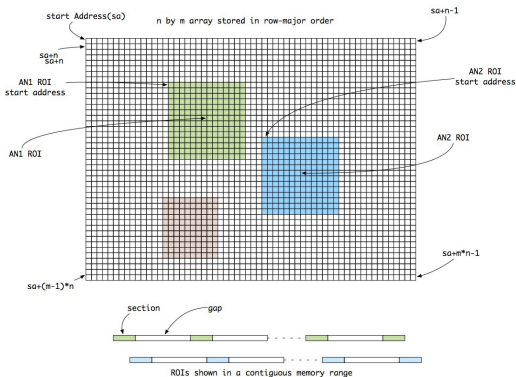 start Address(sa)
n by m array stored in row-major order
sa+n-1
sa+n
sa+n
AN1 ROI
start address
AN2 ROI
start address
AN1 ROI
AN2 ROI
sa+(m-1)*n
sa+m*n-1
section
gap
ROIs shown in a contiguous memory range